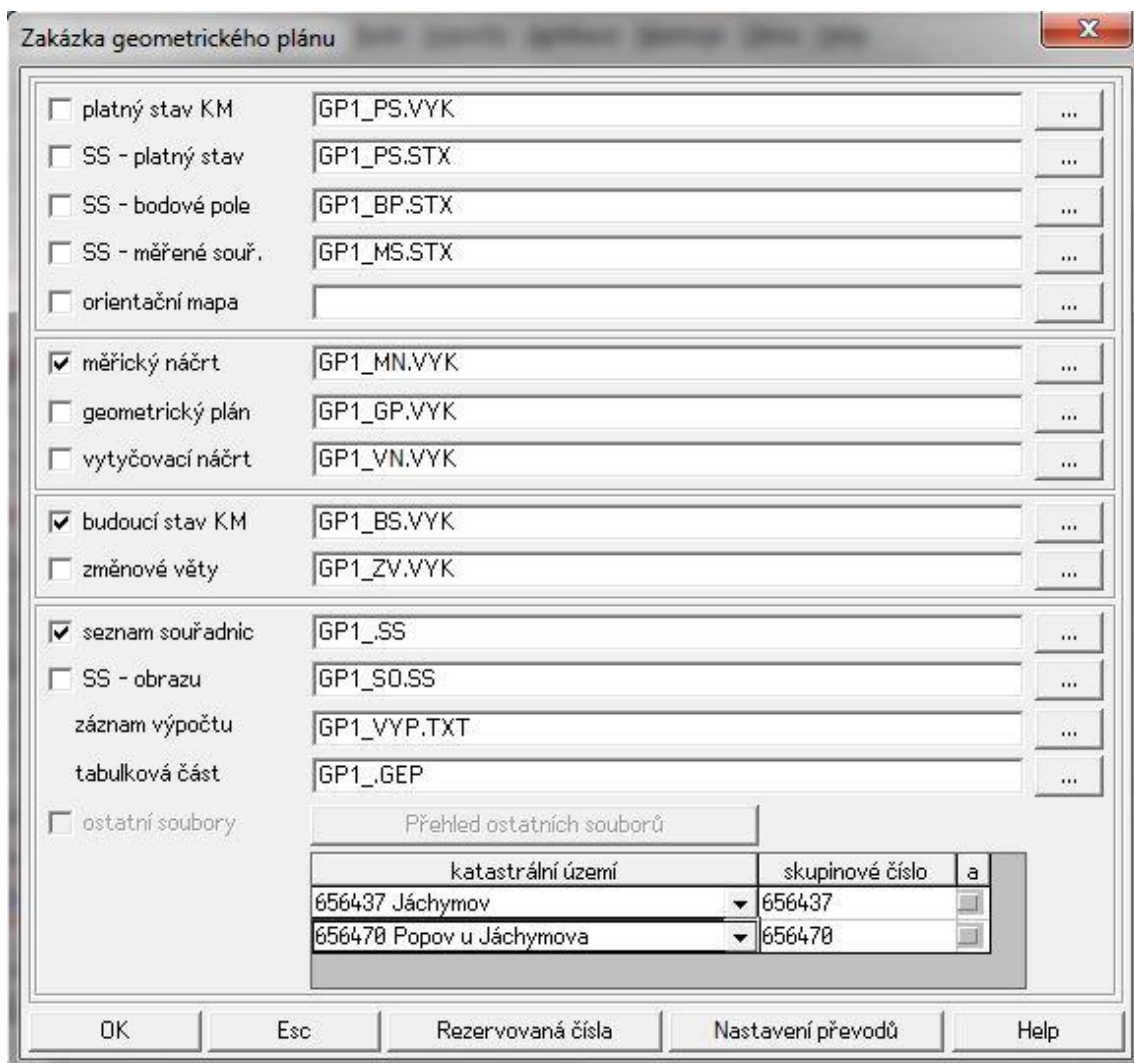 Zakázka geometrického plánu
platný stav KM GP1_PS.VYK ...
SS - platný stav GP1_PS.STX ...
SS - bodové pole GP1_BP.STX ...
SS - měřené souř. GP1_MS.STX ...
orientační mapa ...
měřický náčrt GP1_MN.VYK ...
geometrický plán GP1_GP.VYK ...
vytyčovací náčrt GP1_VN.VYK ...
budoucí stav KM GP1_BS.VYK ...
změnové věty GP1_ZV.VYK ...
seznam souřadnic GP1_.SS ...
SS - obrazu GP1_SO.SS ...
záznam výpočtu GP1_VYP.TXT ...
tabulková část GP1_.GEP ...
ostatní soubory Přehled ostatních souborů
katastrální území skupinové číslo a
656437 Jáchymov 656437
656470 Popov u Jáchymova 656470
OK Esc Rezervovaná čísla Nastavení převodů Help